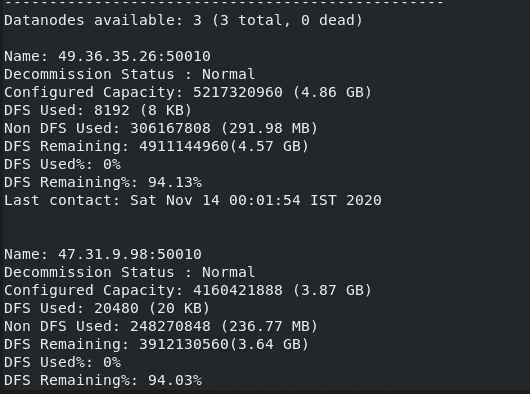 -------------------------------------------------
Datanodes available: 3 (3 total, 0 dead)
Name: 49.36.35.26:50010
Decommission Status : Normal
Configured Capacity: 5217320960 (4.86 GB)
DFS Used: 8192 (8 KB)
Non DFS Used: 306167808 (291.98 MB)
DFS Remaining: 4911144960(4.57 GB)
DFS Used%: 0%
DFS Remaining%: 94.13%
Last contact: Sat Nov 14 00:01:54 IST 2020
Name: 47.31.9.98:50010
Decommission Status : Normal
Configured Capacity: 4160421888 (3.87 GB)
DFS Used: 20480 (20 KB)
Non DFS Used: 248270848 (236.77 MB)
DFS Remaining: 3912130560(3.64 GB)
DFS Used%: 0%
DFS Remaining%: 94.03%